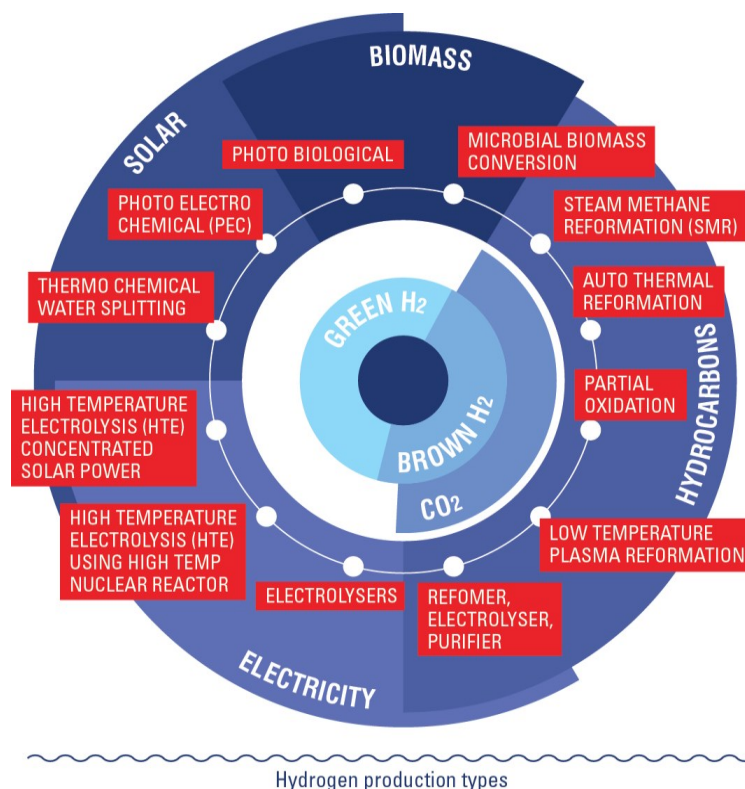 BIOMASS
SOLAR
PHOTO BIOLOGICAL
MICROBIAL BIOMASS
CONVERSION
PHOTO ELECTRO
CHEMICAL (PEC)
STEAM METHANE
REFORMATION (SMR)
THERMO CHEMICAL
WATER SPLITTING
AUTO THERMAL
REFORMATION
GREEN H2
BROWN H2
CO2
HYDROCARBONS
PARTIAL
OXIDATION
HIGH TEMPERATURE
ELECTROLYSIS (HTE)
CONCENTRATED
SOLAR POWER
HIGH TEMPERATURE
ELECTROLYSIS (HTE)
USING HIGH TEMP
NUCLEAR REACTOR
LOW TEMPERATURE
PLASMA REFORMATION
ELECTROLYSERS
REFOMER,
ELECTROLYSER,
PURIFIER
ELECTRICITY
Hydrogen production types